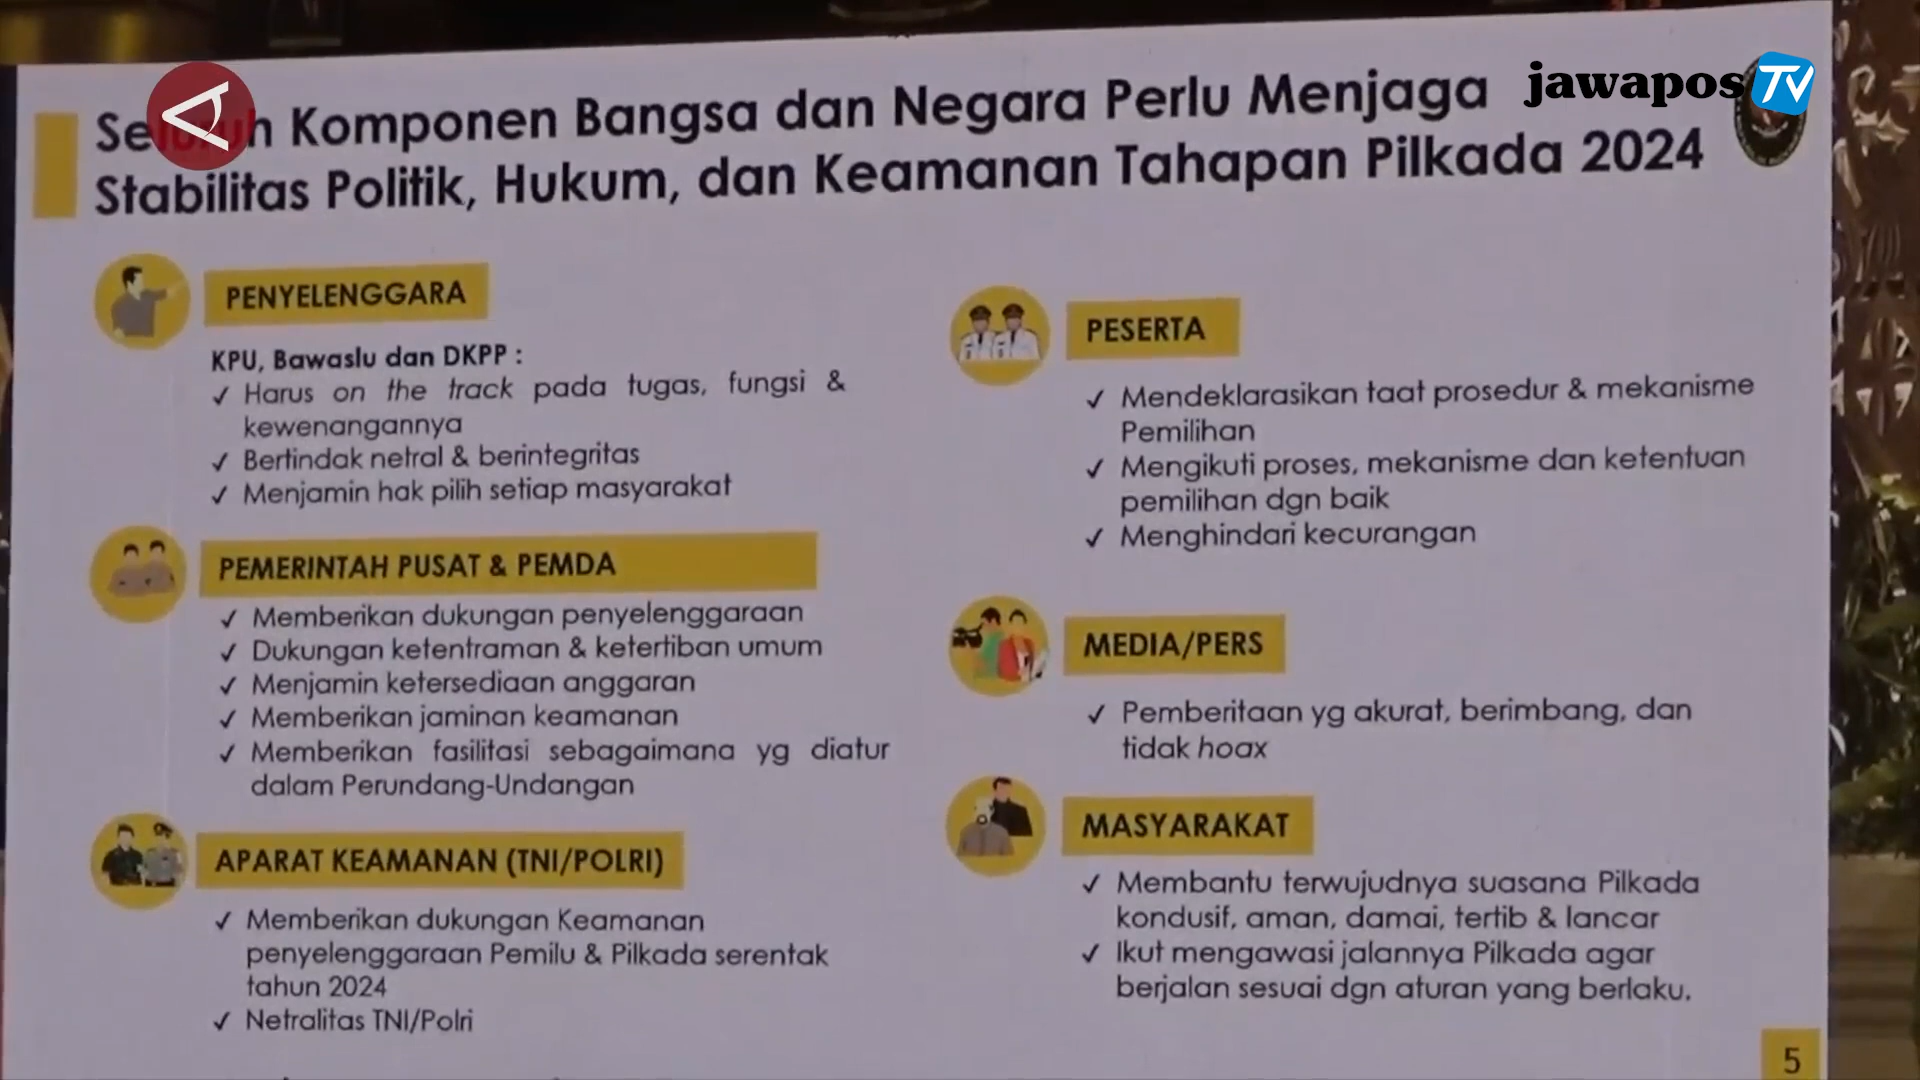 jawapos TV
Seluruh Komponen Bangsa dan Negara Perlu Menjaga
Stabilitas Politik, Hukum, dan Keamanan Tahapan Pilkada 2024
PENYELENGGARA
KPU, Bawaslu dan DKPP :
✓ Harus on the track pada tugas, fungsi &
kewenangannya
✓ Bertindak netral & berintegritas
✓ Menjamin hak pilih setiap masyarakat
PEMERINTAH PUSAT & PEMDA
✓ Memberikan dukungan penyelenggaraan
✓ Dukungan ketentraman & ketertiban umum
✓ Menjamin ketersediaan anggaran
✓ Memberikan jaminan keamanan
✓ Memberikan fasilitasi sebagaimana yg diatur
dalam Perundang-Undangan
APARAT KEAMANAN (TNI/POLRI)
✓ Memberikan dukungan Keamanan
penyelenggaraan Pemilu & Pilkada serentak
tahun 2024
✓ Netralitas TNI/Polri
PESERTA
✓ Mendeklarasikan taat prosedur & mekanisme
Pemilihan
✓ Mengikuti proses, mekanisme dan ketentuan
pemilihan dgn baik
✓ Menghindari kecurangan
MEDIA/PERS
✓ Pemberitaan yg akurat, berimbang, dan
tidak hoax
MASYARAKAT
✓ Membantu terwujudnya suasana Pilkada
kondusif, aman, damai, tertib & lancar
✓ Ikut mengawasi jalannya Pilkada agar
berjalan sesuai dgn aturan yang berlaku.
5